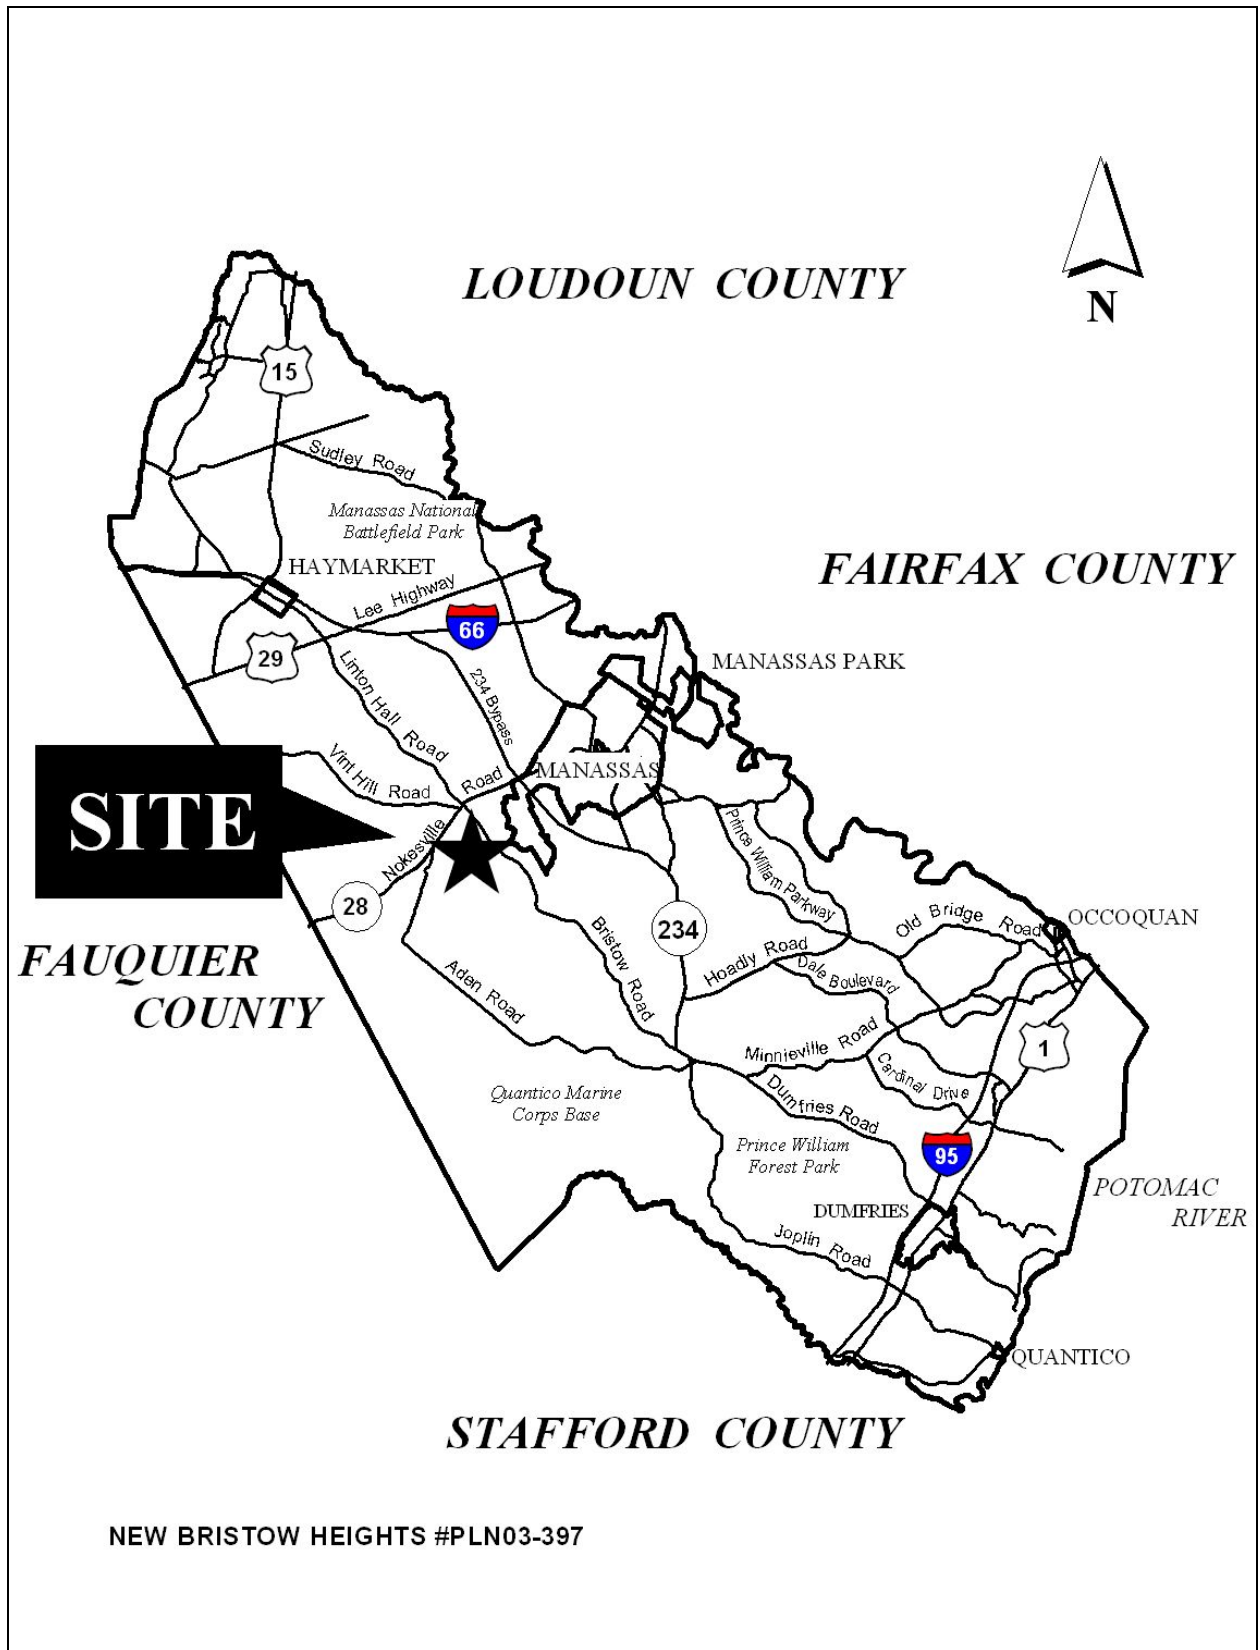 LOUDOUN COUNTY
N
15
Sudley Road
Manassas National
Battlefield Park
HAYMARKET
FAIRFAX COUNTY
Lee Highway
66
29
MANASSAS PARK
Linton Hall Road
234 Bypass
Vint Hill Road
Nokesville Road
MANASSAS
SITE
28
Prince William Parkway
234
Old Bridge Road
OCCOQUAN
Bristow Road
Hoadly Road
Dale Boulevard
FAUQUIER
COUNTY
Aden Road
Minnieville Road
1
Cardinal Drive
Quantico Marine
Corps Base
Dumfries Road
Prince William
Forest Park
95
POTOMAC
RIVER
DUMFRIES
Joplin Road
QUANTICO
STAFFORD COUNTY
NEW BRISTOW HEIGHTS #PLN03-397